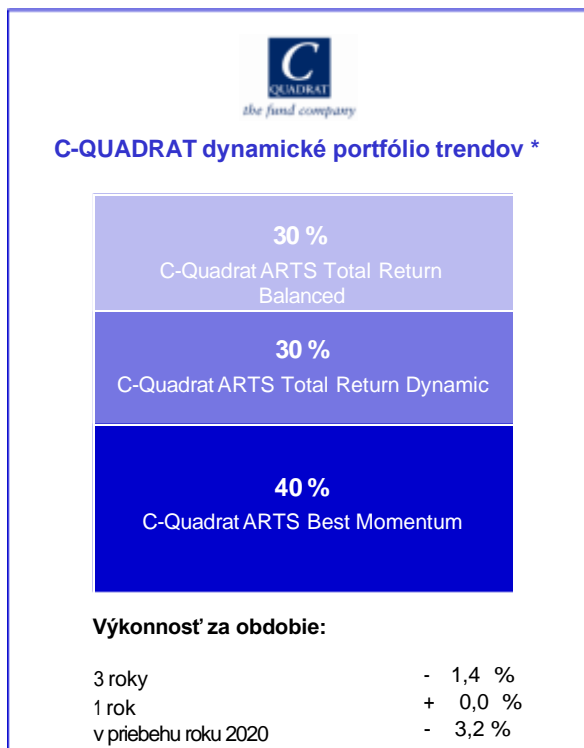 C
QUADRAT
the fund company
C-QUADRAT dynamické portfólio trendov *
30 %
C-Quadrat ARTS Total Return
Balanced
30 %
C-Quadrat ARTS Total Return Dynamic
40 %
C-Quadrat ARTS Best Momentum
Výkonnosť za obdobie:
3 roky - 1,4 %
1 rok + 0,0 %
v priebehu roku 2020 - 3,2 %